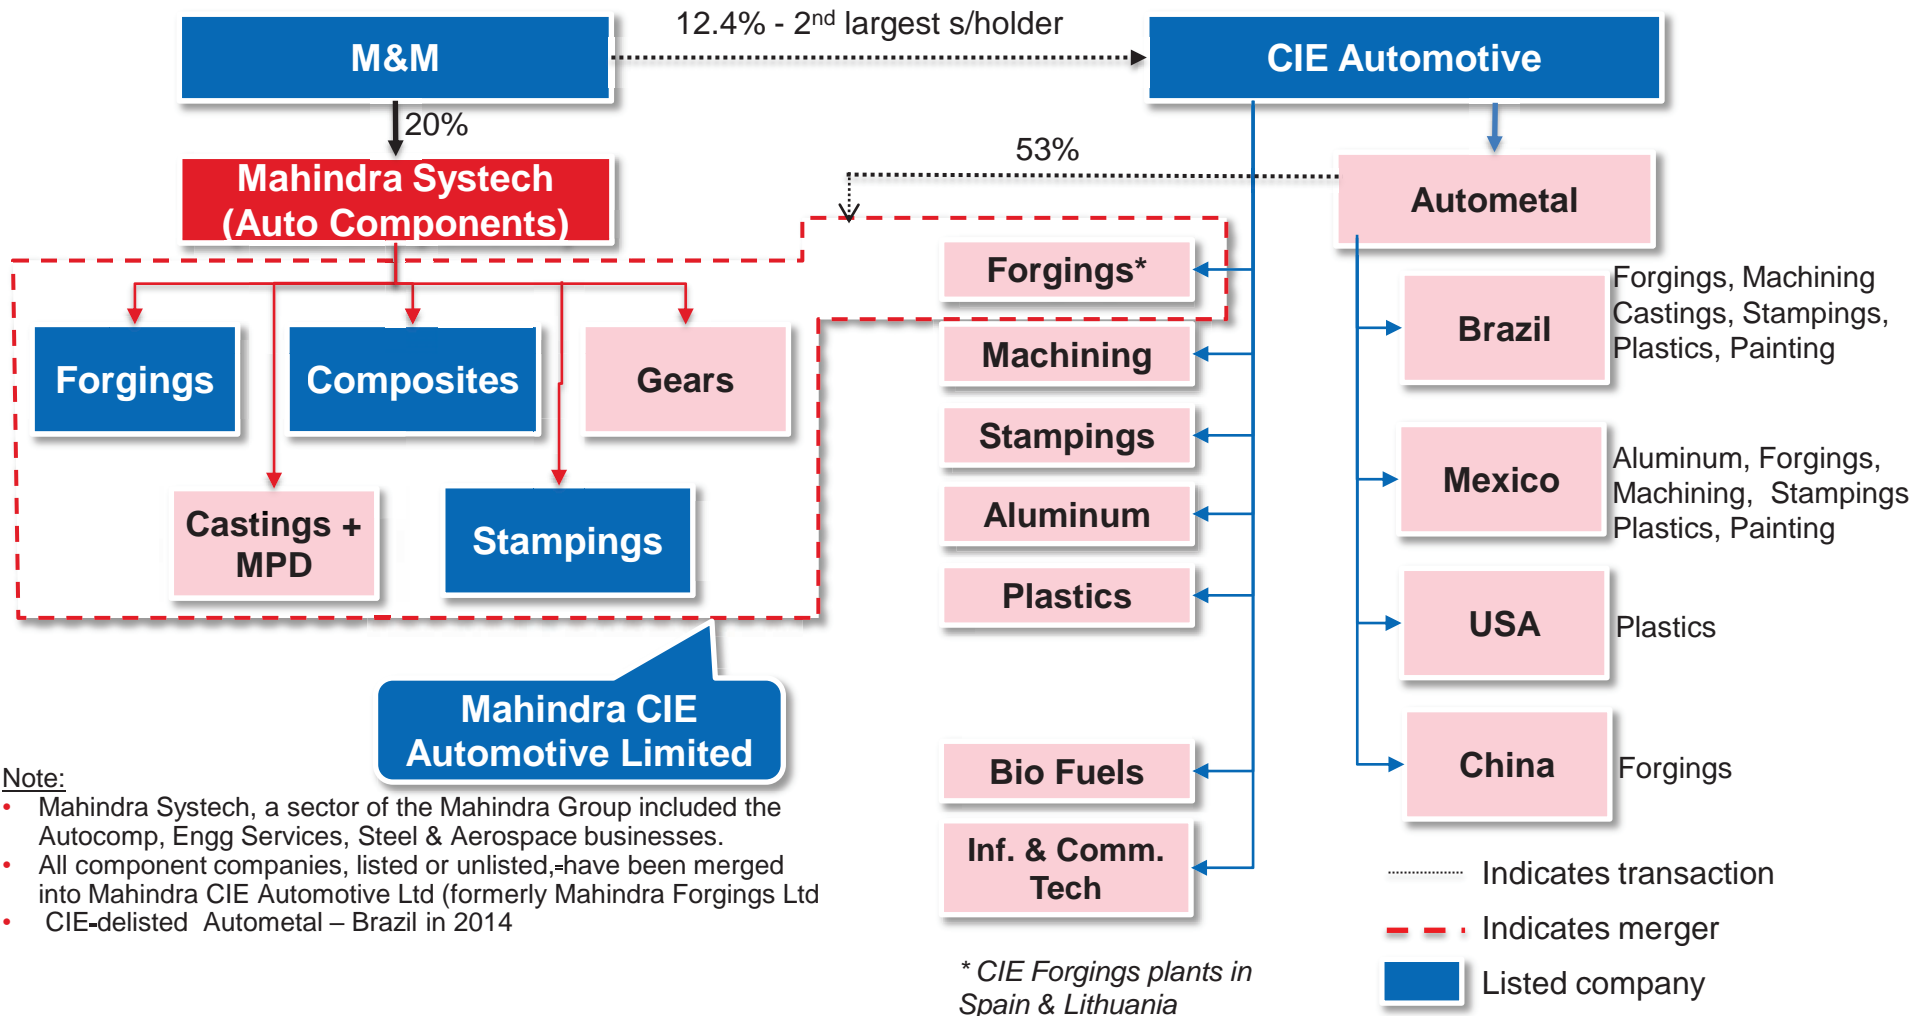 M&M
12.4% - 2nd largest s/holder
CIE Automotive
20%
53%
Mahindra Systech
(Auto Components)
Autometal
Forgings*
Forgings
Composites
Gears
Machining
Brazil
Forgings, Machining
Castings, Stampings,
Plastics, Painting
Stampings
Castings +
MPD
Stampings
Aluminum
Mexico
Aluminum, Forgings,
Machining, Stampings
Plastics, Painting
Plastics
USA
Plastics
Mahindra CIE
Automotive Limited
Bio Fuels
China
Forgings
Inf. & Comm.
Tech
Note:
• Mahindra Systech, a sector of the Mahindra Group included the
Autocomp, Engg Services, Steel & Aerospace businesses.
• All component companies, listed or unlisted,-have been merged
into Mahindra CIE Automotive Ltd (formerly Mahindra Forgings Ltd
• CIE-delisted Autometal – Brazil in 2014
* CIE Forgings plants in
Spain & Lithuania
Indicates transaction
Indicates merger
Listed company